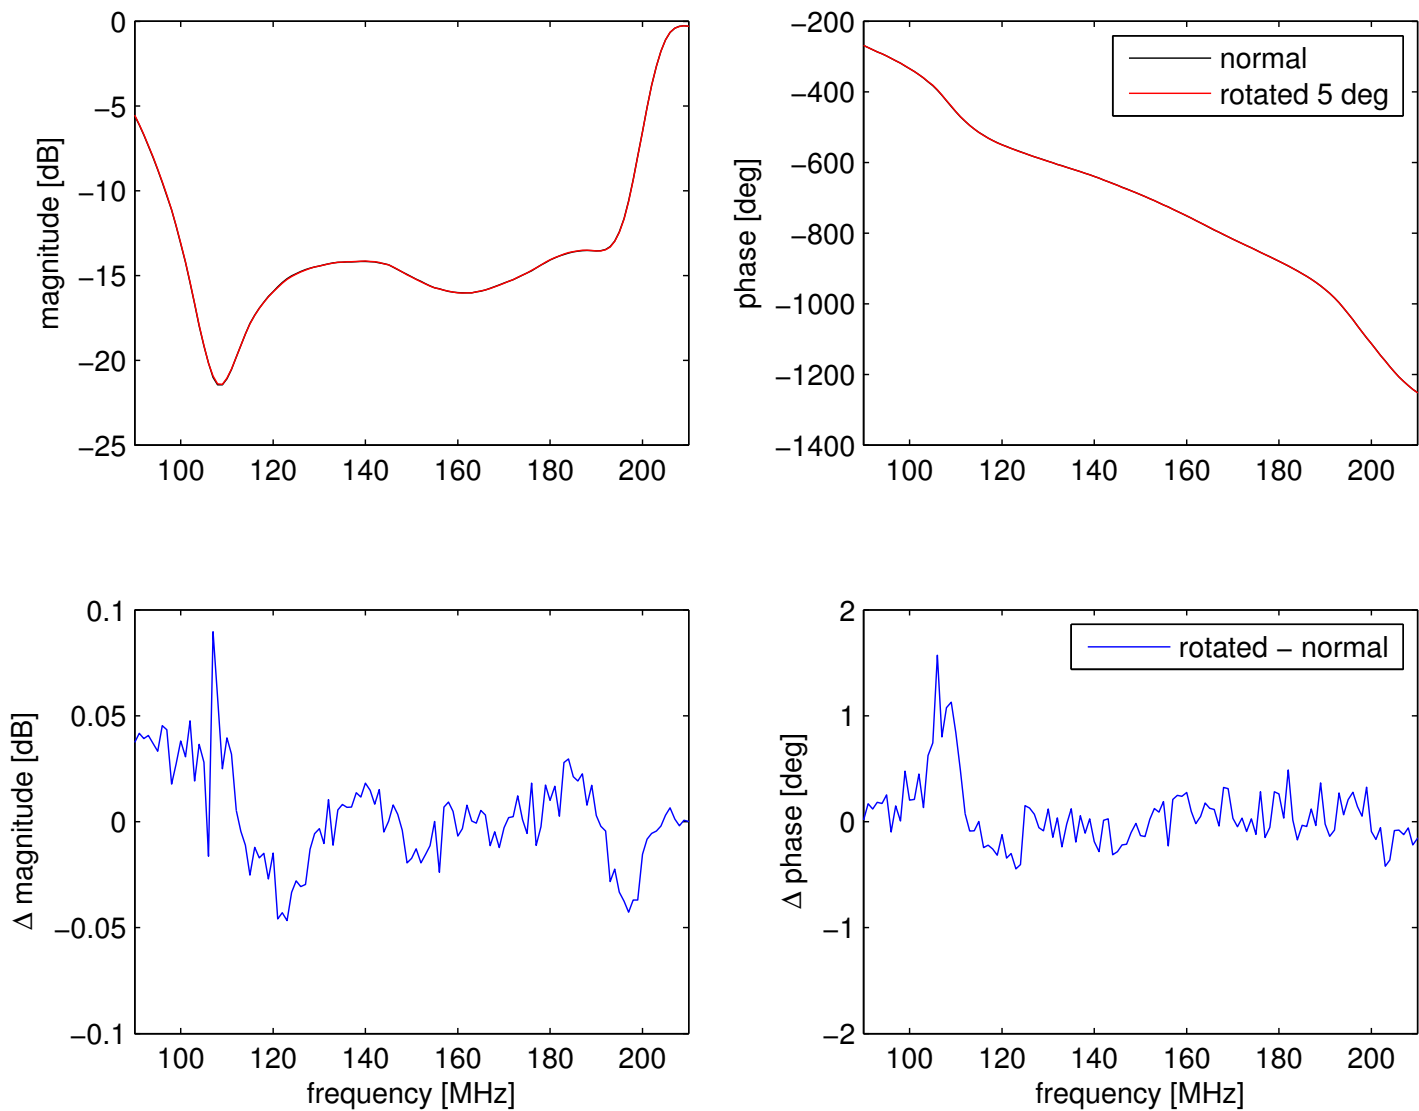 0
−5
−10
−15
−20
−25
magnitude [dB]
100 120 140 160 180 200
−200
−400
−600
−800
−1000
−1200
−1400
phase [deg]
100 120 140 160 180 200
normal
rotated 5 deg
0.1
0.05
0
−0.05
−0.1
Δ magnitude [dB]
100 120 140 160 180 200
frequency [MHz]
2
1
0
−1
−2
Δ phase [deg]
100 120 140 160 180 200
frequency [MHz]
rotated − normal